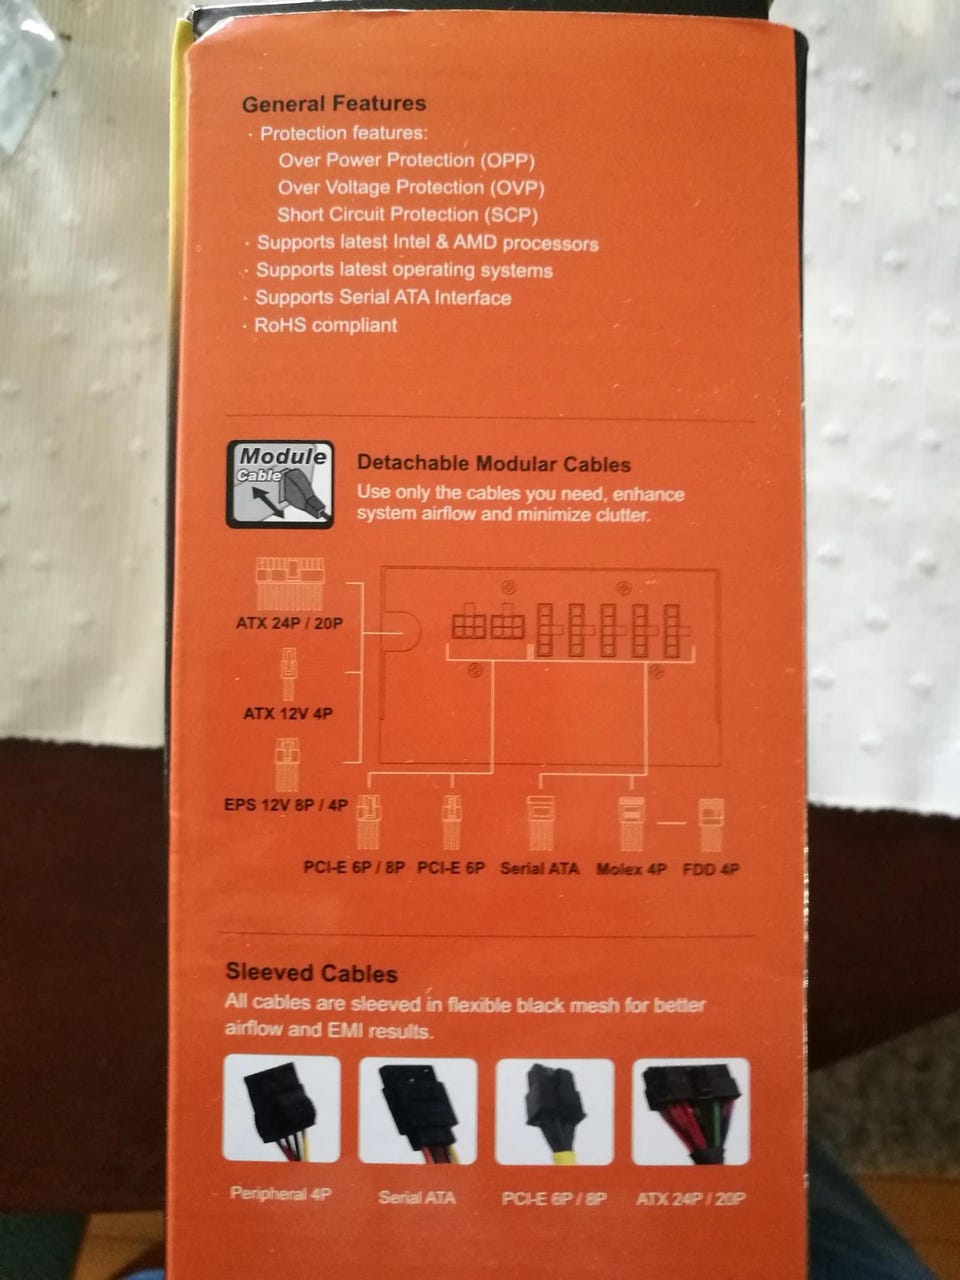 General Features
· Protection features:
Over Power Protection (OPP)
Over Voltage Protection (OVP)
Short Circuit Protection (SCP)
· Supports latest Intel & AMD processors
· Supports latest operating systems
· Supports Serial ATA Interface
· RoHS compliant
Module
Cable
Detachable Modular Cables
Use only the cables you need, enhance
system airflow and minimize clutter.
ATX 24P / 20P
ATX 12V 4P
EPS 12V 8P / 4P
PCI-E 6P / 8P PCI-E 6P Serial ATA Molex 4P FDD 4P
Sleeved Cables
All cables are sleeved in flexible black mesh for better
airflow and EMI results.
Peripheral 4P Serial ATA PCI-E 6P / 8P ATX 24P / 20P